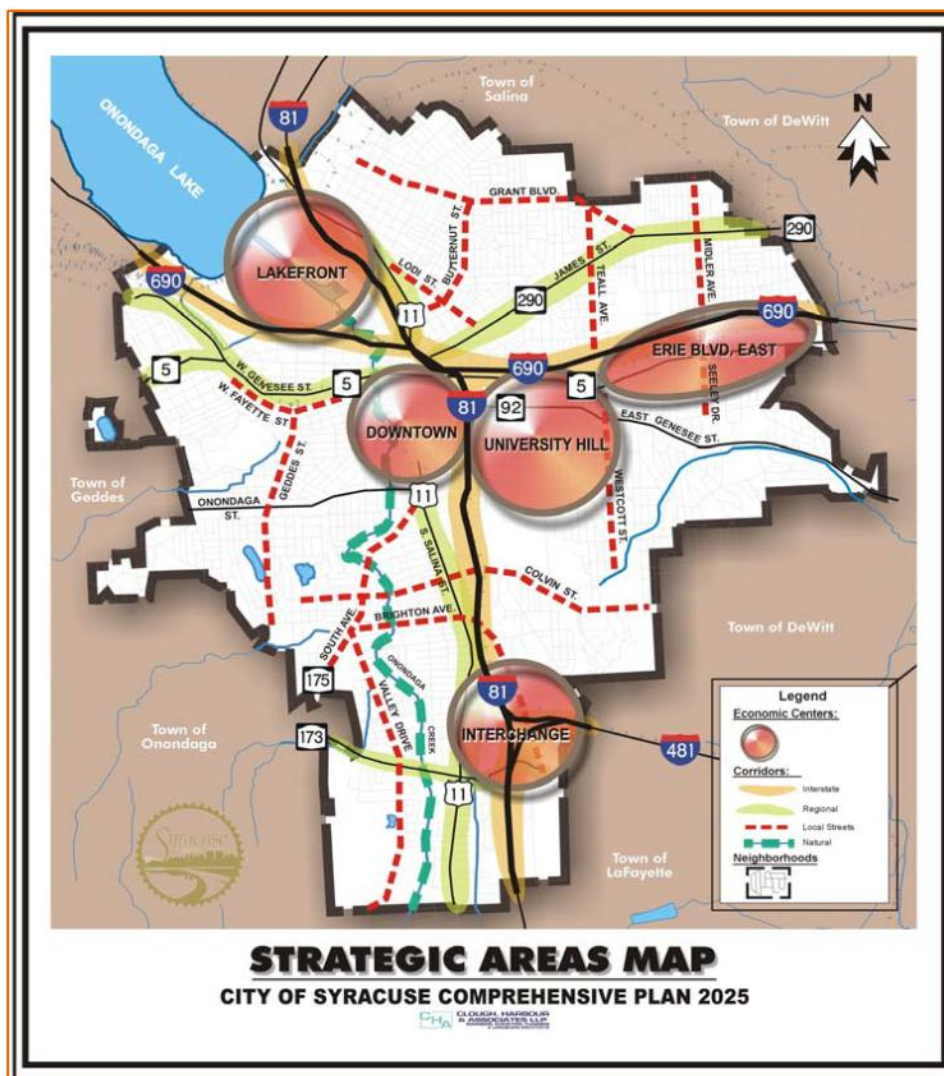 Town of
Salina
Town of DeWitt
N
ONONDAGA LAKE
81
GRANT BLVD.
BUTTERNUT ST.
LODI ST.
JAMES ST.
TEALL AVE.
MIDLER AVE.
290
LAKEFRONT
690
11
290
690
690
ERIE BLVD. EAST
5
W. GENESEE ST.
5
W. FAYETTE ST
DOWNTOWN
81
92
5
UNIVERSITY HILL
SEELEY DR.
EAST GENESEE ST.
WESTCOTT ST.
Town of
Geddes
GEDDES ST.
ONONDAGA
ST.
11
S. SALINA ST.
COLVIN ST.
BRIGHTON AVE.
SOUTH AVE.
Town of DeWitt
175
VALLEY DRIVE
ONONDAGA
CREEK
81
INTERCHANGE
481
Town of
Onondaga
173
11
Syracuse
Town of
LaFayette
Legend
Economic Centers:
Corridors:
Interstate
Regional
Local Streets
Natural
Neighborhoods
STRATEGIC AREAS MAP
CITY OF SYRACUSE COMPREHENSIVE PLAN 2025
CHA
CLOUGH, HARBOUR
& ASSOCIATES LLP